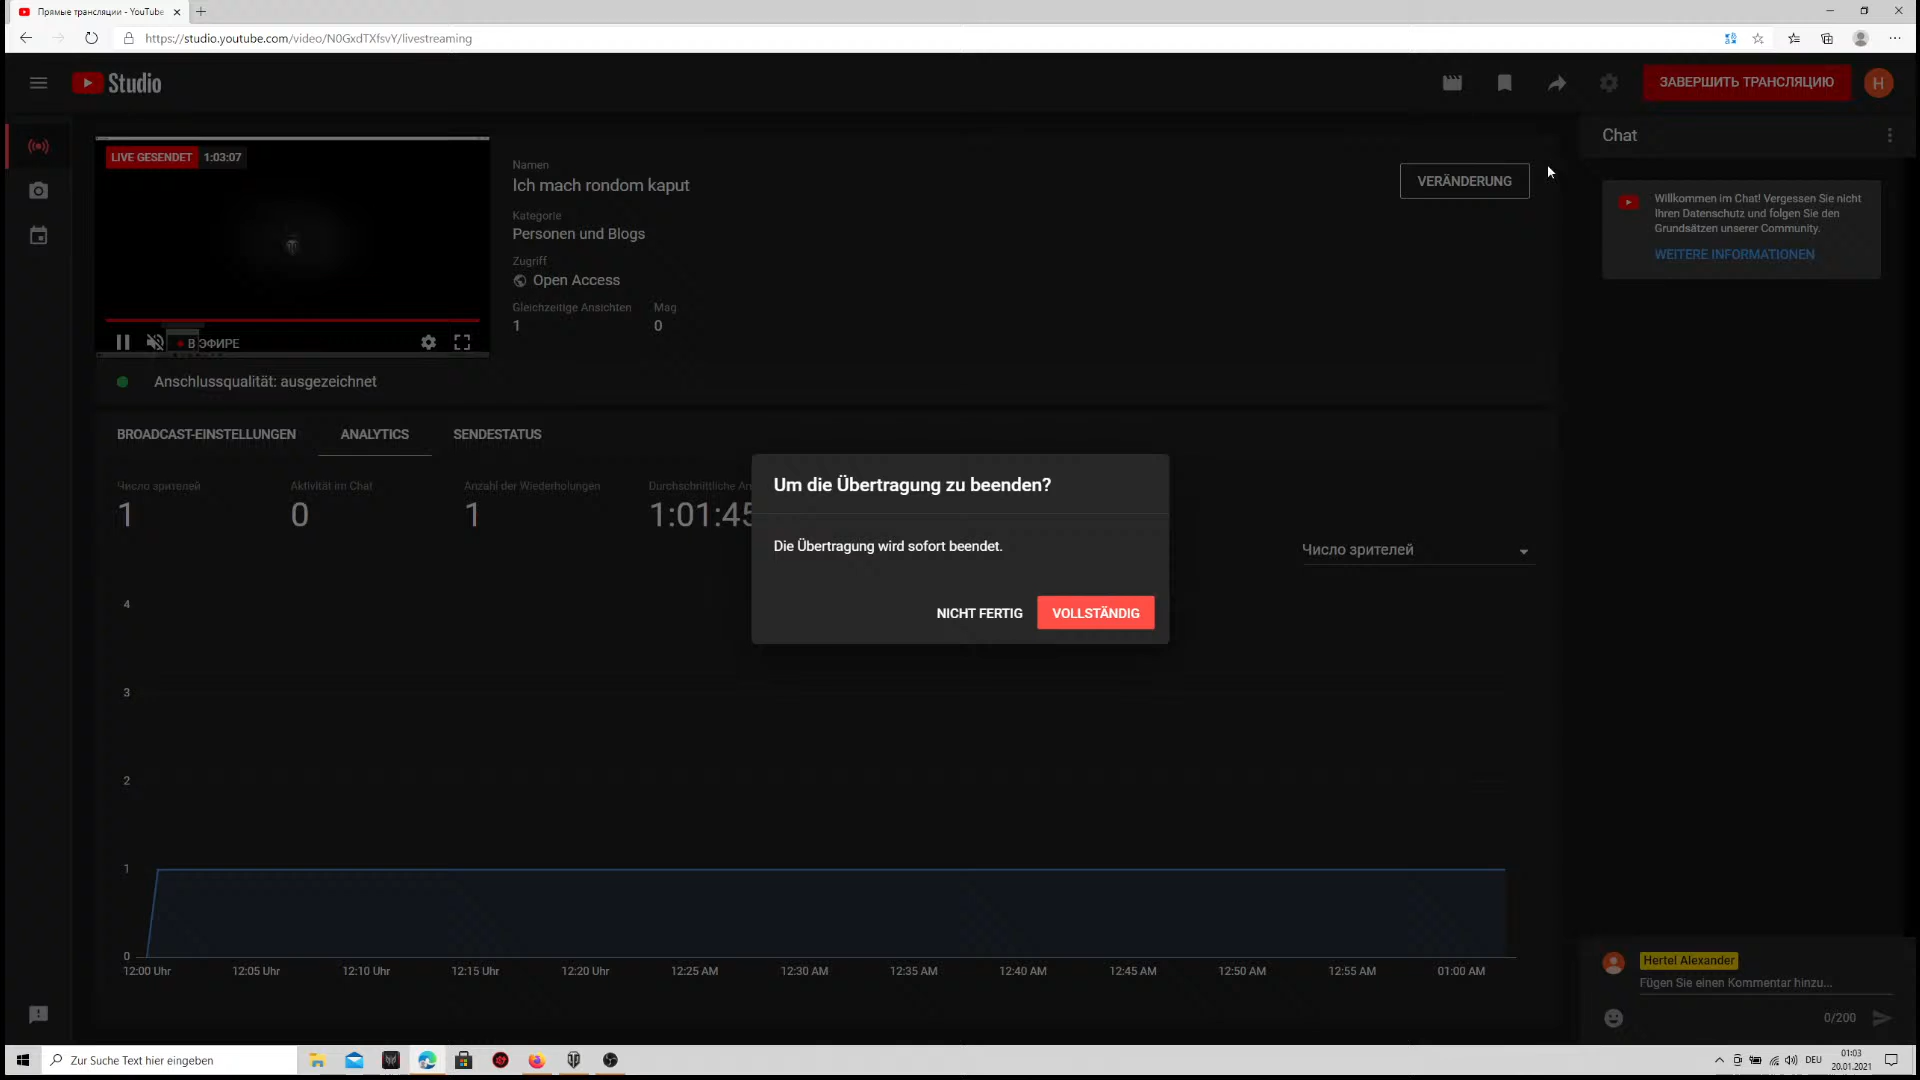 Прямые трансляции - YouTube
https://studio.youtube.com/video/N0GxdTXfsvY/livestreaming
Studio
ЗАВЕРШИТЬ ТРАНСЛЯЦИЮ
H
LIVE GESENDET 1:03:07
В ЭФИРЕ
Namen
Ich mach rondom kaput
Kategorie
Personen und Blogs
Zugriff
Open Access
Gleichzeitige Ansichten Mag
1 0
VERÄNDERUNG
Anschlussqualität: ausgezeichnet
Chat
Willkommen im Chat! Vergessen Sie nicht
Ihren Datenschutz und folgen Sie den
Grundsätzen unserer Community.
WEITERE INFORMATIONEN
BROADCAST-EINSTELLUNGEN ANALYTICS SENDESTATUS
Число зрителей Aktivität im Chat Anzahl der Wiederholungen Durchschnittliche An
1 0 1 1:01:45
Число зрителей
Um die Übertragung zu beenden?
Die Übertragung wird sofort beendet.
NICHT FERTIG VOLLSTÄNDIG
4
3
2
1
0
12:00 Uhr 12:05 Uhr 12:10 Uhr 12:15 Uhr 12:20 Uhr 12:25 AM 12:30 AM 12:35 AM 12:40 AM 12:45 AM 12:50 AM 12:55 AM 01:00 AM
Hertel Alexander
Fügen Sie einen Kommentar hinzu...
0/200
Zur Suche Text hier eingeben
DEU
01:03
20.01.2021